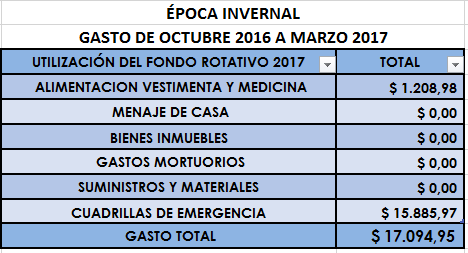 ÉPOCA INVERNAL
GASTO DE OCTUBRE 2016 A MARZO 2017
UTILIZACIÓN DEL FONDO ROTATIVO 2017 TOTAL
ALIMENTACION VESTIMENTA Y MEDICINA $ 1.208,98
MENAJE DE CASA $ 0,00
BIENES INMUEBLES $ 0,00
GASTOS MORTUORIOS $ 0,00
SUMINISTROS Y MATERIALES $ 0,00
CUADRILLAS DE EMERGENCIA $ 15.885,97
GASTO TOTAL $ 17.094,95